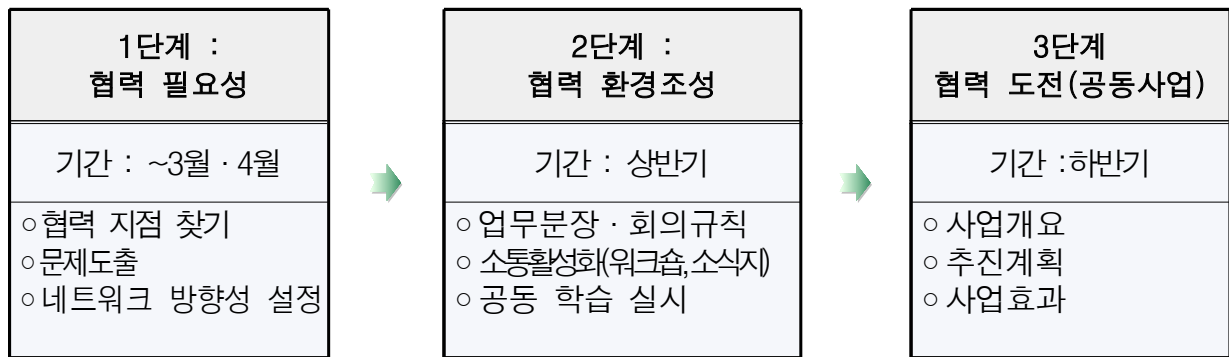 1단계 :
협력 필요성
기간 : ~3월 · 4월
○협력 지점 찾기
○문제도출
○네트워크 방향성 설정
2단계 :
협력 환경조성
기간 : 상반기
○업무분장 · 회의규칙
○소통활성화(워크숍, 소식지)
○공동 학습 실시
3단계
협력 도전(공동사업)
기간 :하반기
○사업개요
○추진계획
○사업효과